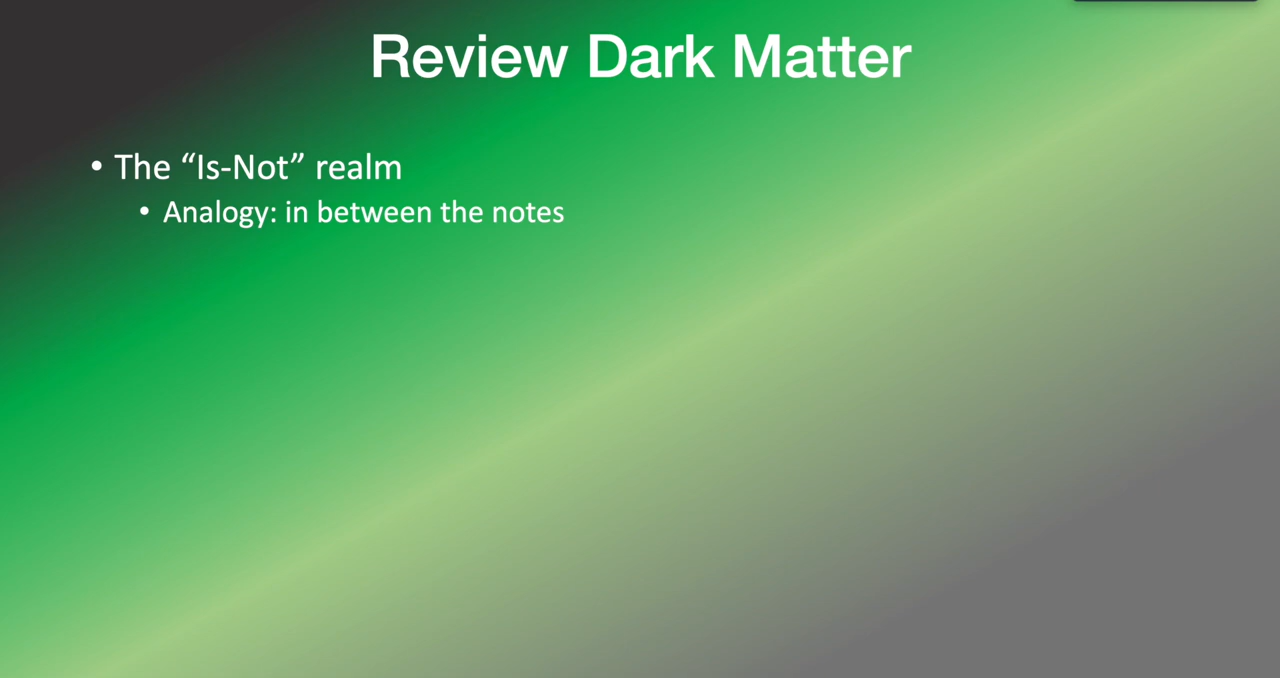 Review Dark Matter
• The “Is-Not” realm
• Analogy: in between the notes